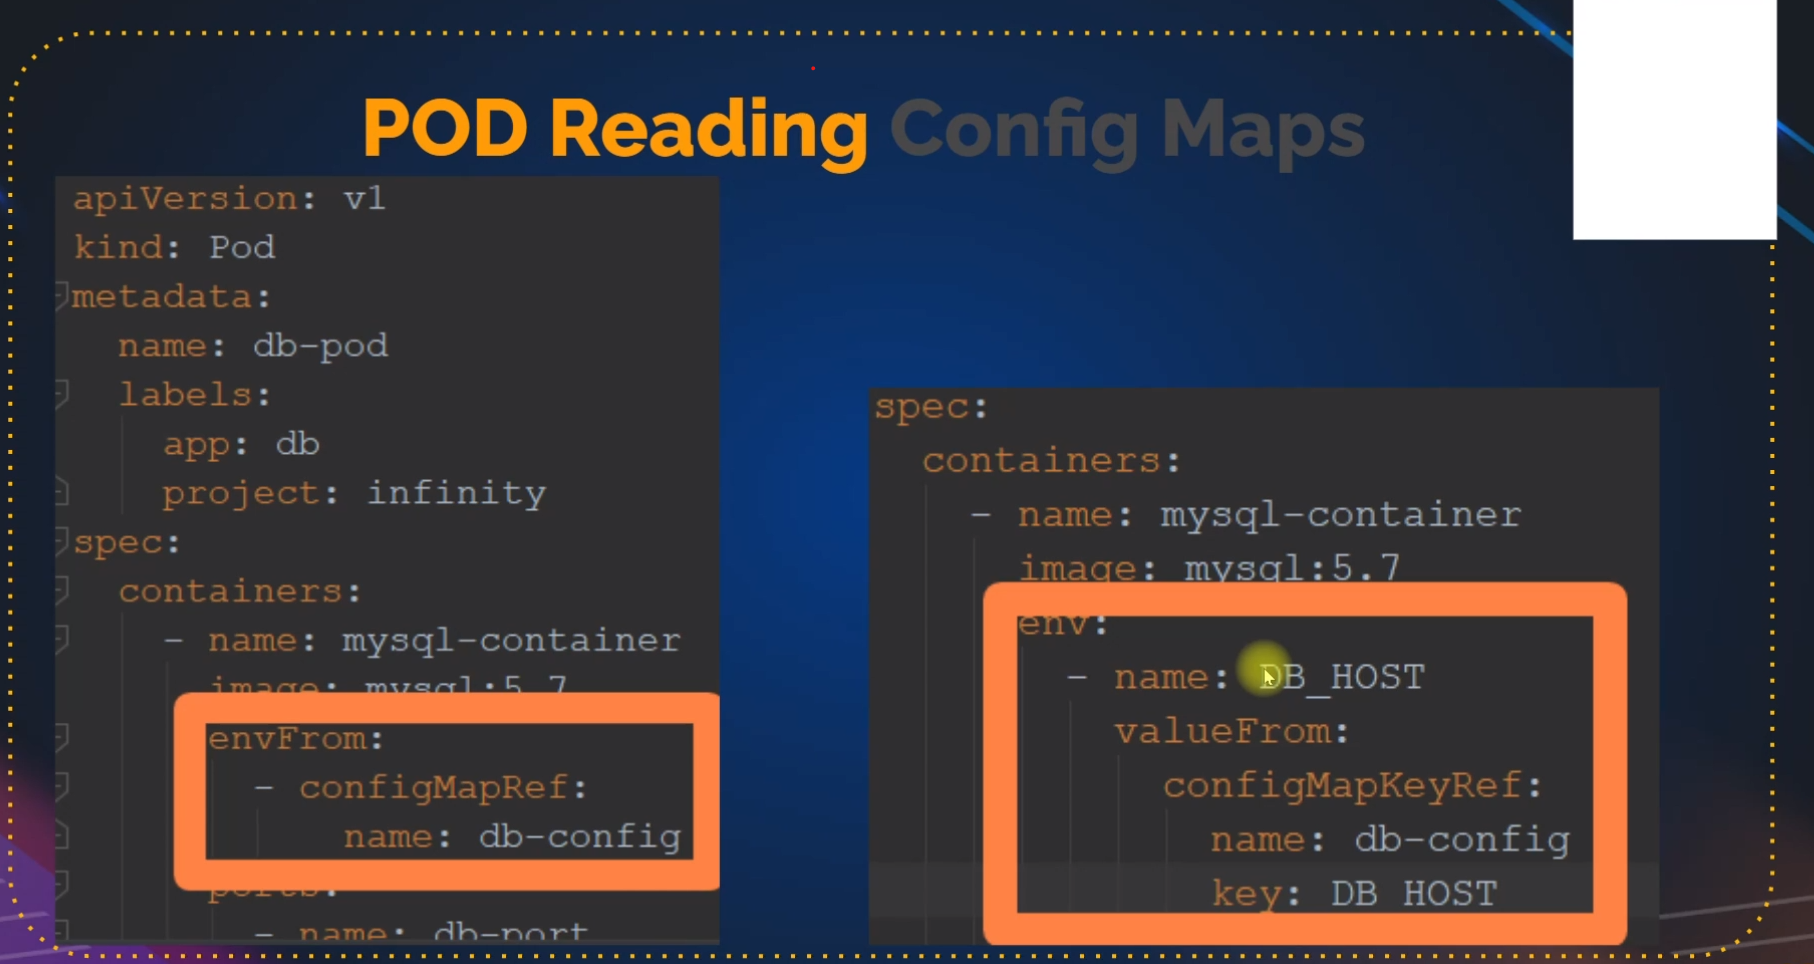 POD Reading Config Maps
apiVersion: v1
kind: Pod
metadata:
name: db-pod
labels:
app: db
project: infinity
spec:
containers:
- name: mysql-container
image: mysql:5.7
envFrom:
- configMapRef:
name: db-config
ports:
- name: db-port
spec:
containers:
- name: mysql-container
image: mysql:5.7
env:
- name: DB_HOST
valueFrom:
configMapKeyRef:
name: db-config
key: DB_HOST